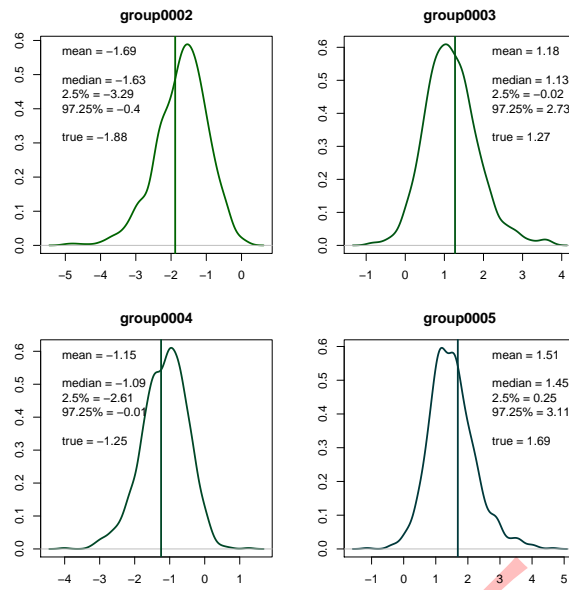 group0002
mean = −1.69
median = −1.63
2.5% = −3.29
97.25% = −0.4
true = −1.88
0.0 0.1 0.2 0.3 0.4 0.5 0.6
−5 −4 −3 −2 −1 0
group0003
mean = 1.18
median = 1.13
2.5% = −0.02
97.25% = 2.73
true = 1.27
0.0 0.1 0.2 0.3 0.4 0.5 0.6
−1 0 1 2 3 4
group0004
mean = −1.15
median = −1.09
2.5% = −2.61
97.25% = −0.01
true = −1.25
0.0 0.1 0.2 0.3 0.4 0.5 0.6
−4 −3 −2 −1 0 1
group0005
mean = 1.51
median = 1.45
2.5% = 0.25
97.25% = 3.11
true = 1.69
0.0 0.1 0.2 0.3 0.4 0.5 0.6
−1 0 1 2 3 4 5